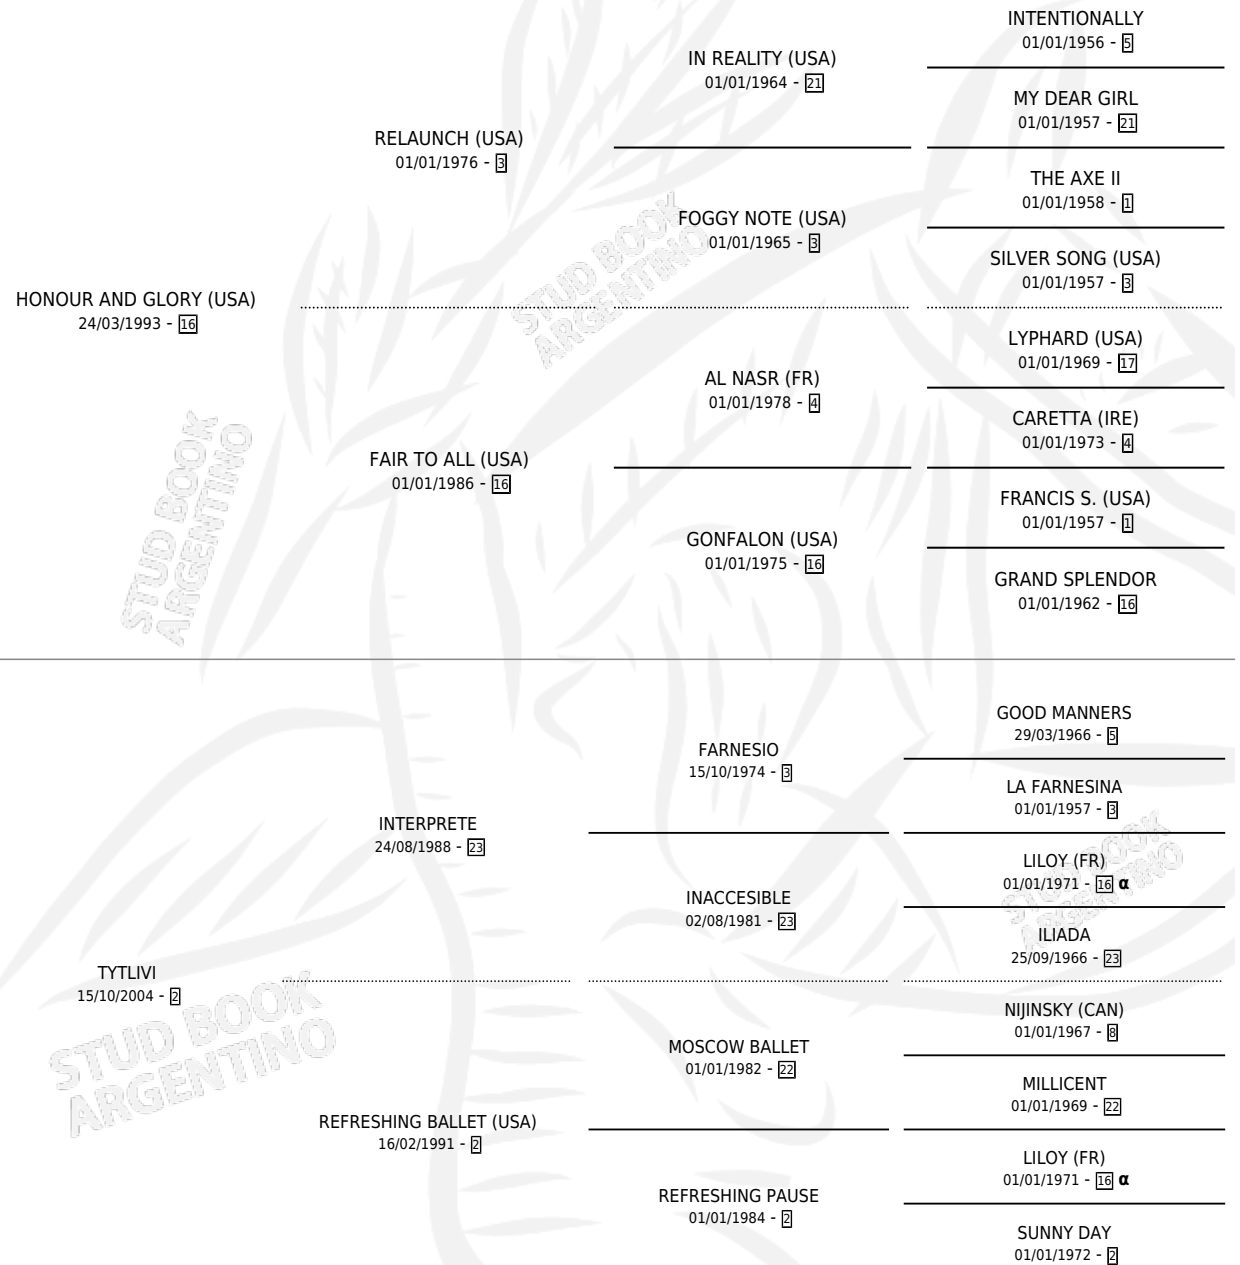 INTENTIONALLY
01/01/1956 - 5
IN REALITY (USA)
01/01/1964 - 21
MY DEAR GIRL
01/01/1957 - 21
RELAUNCH (USA)
01/01/1976 - 3
THE AXE II
01/01/1958 - 1
FOGGY NOTE (USA)
01/01/1965 - 3
SILVER SONG (USA)
01/01/1957 - 3
HONOUR AND GLORY (USA)
24/03/1993 - 16
LYPHARD (USA)
01/01/1969 - 17
AL NASR (FR)
01/01/1978 - 4
CARETTA (IRE)
01/01/1973 - 4
FAIR TO ALL (USA)
01/01/1986 - 16
FRANCIS S. (USA)
01/01/1957 - 1
GONFALON (USA)
01/01/1975 - 16
GRAND SPLENDOR
01/01/1962 - 16
GOOD MANNERS
29/03/1966 - 5
FARNESIO
15/10/1974 - 3
LA FARNESINA
01/01/1957 - 3
INTERPRETE
24/08/1988 - 23
LILOY (FR)
01/01/1971 - 16 α
INACCESIBLE
02/08/1981 - 23
ILIADA
25/09/1966 - 23
TYTLIVI
15/10/2004 - 2
NIJINSKY (CAN)
01/01/1967 - 8
MOSCOW BALLET
01/01/1982 - 22
MILLICENT
01/01/1969 - 22
REFRESHING BALLET (USA)
16/02/1991 - 2
LILOY (FR)
01/01/1971 - 16 α
REFRESHING PAUSE
01/01/1984 - 2
SUNNY DAY
01/01/1972 - 2
STUD BOOK
ARGENTINO
STUD BOOK
ARGENTINO
STUD BOOK
ARGENTINO
STUD BOOK
ARGENTINO